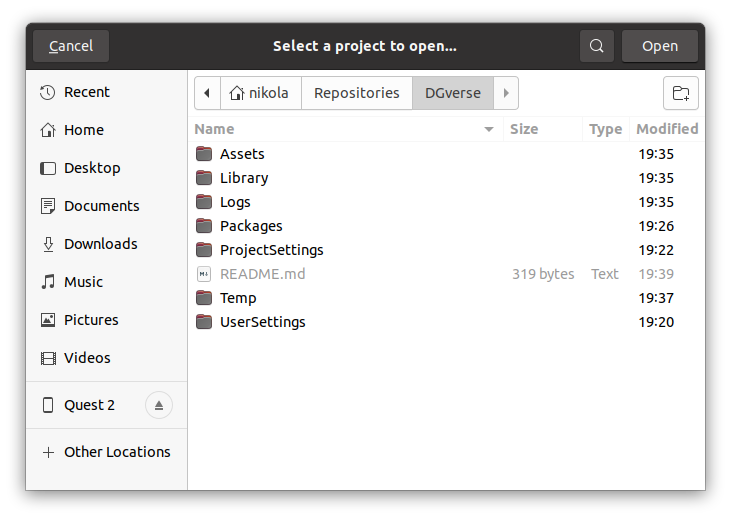 Cancel Select a project to open... Open
Recent
Home
Desktop
Documents
Downloads
Music
Pictures
Videos
Quest 2
Other Locations
nikola Repositories DGverse
Name Size Type Modified
Assets 19:35
Library 19:35
Logs 19:35
Packages 19:26
ProjectSettings 19:22
README.md 319 bytes Text 19:39
Temp 19:37
UserSettings 19:20